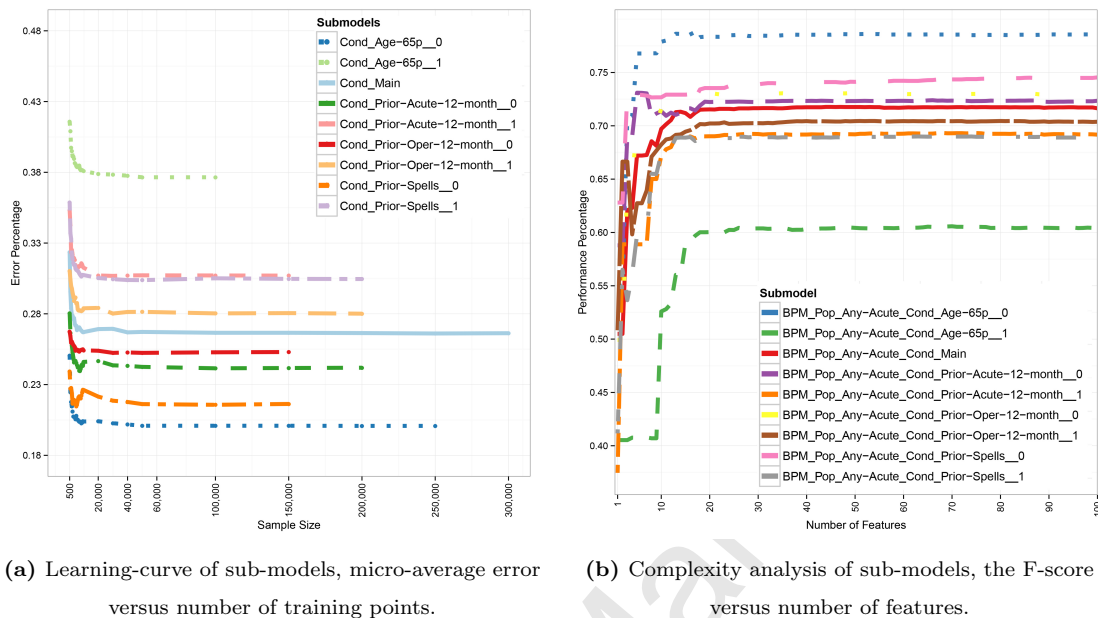 Submodels
Cond_Age-65p__0
Cond_Age-65p__1
Cond_Main
Cond_Prior-Acute-12-month__0
Cond_Prior-Acute-12-month__1
Cond_Prior-Oper-12-month__0
Cond_Prior-Oper-12-month__1
Cond_Prior-Spells__0
Cond_Prior-Spells__1
Error Percentage
0.48
0.43
0.38
0.33
0.28
0.23
0.18
500
20,000
40,000
60,000
100,000
150,000
200,000
250,000
300,000
Sample Size
(a) Learning-curve of sub-models, micro-average error
versus number of training points.
Performance Percentage
0.75
0.70
0.65
0.60
0.55
0.50
0.45
0.40
Submodel
BPM_Pop_Any-Acute_Cond_Age-65p__0
BPM_Pop_Any-Acute_Cond_Age-65p__1
BPM_Pop_Any-Acute_Cond_Main
BPM_Pop_Any-Acute_Cond_Prior-Acute-12-month__0
BPM_Pop_Any-Acute_Cond_Prior-Acute-12-month__1
BPM_Pop_Any-Acute_Cond_Prior-Oper-12-month__0
BPM_Pop_Any-Acute_Cond_Prior-Oper-12-month__1
BPM_Pop_Any-Acute_Cond_Prior-Spells__0
BPM_Pop_Any-Acute_Cond_Prior-Spells__1
1
10
20
30
40
50
60
70
80
90
100
Number of Features
(b) Complexity analysis of sub-models, the F-score
versus number of features.